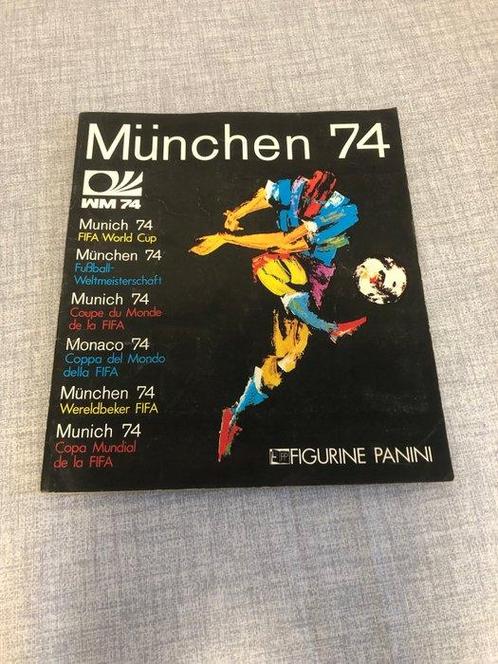 München 74
WM 74
Munich 74
FIFA World Cup
München 74
Fußball-
Weltmeisterschaft
Munich 74
Coupe du Monde
de la FIFA
Monaco 74
Coppa del Mondo
della FIFA
München 74
Wereldbeker FIFA
Munich 74
Copa Mundial
de la FIFA
FIGURINE PANINI